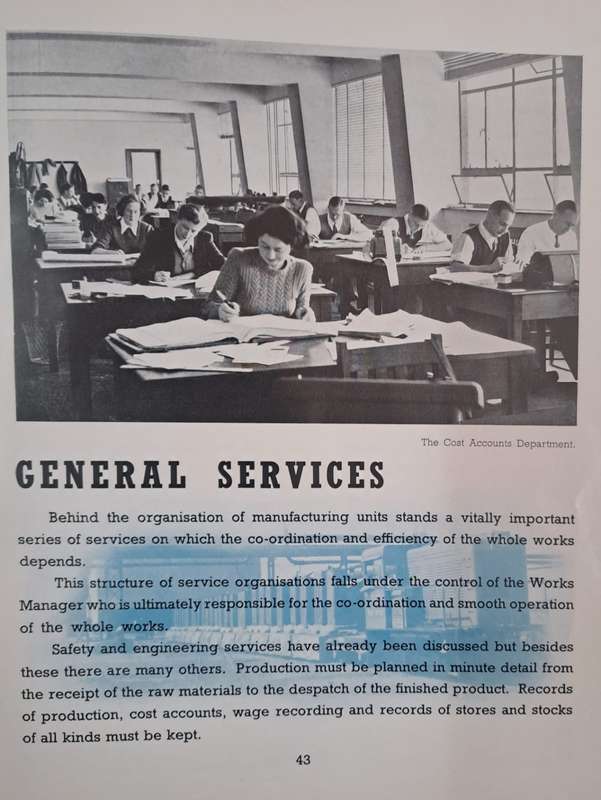 The Cost Accounts Department.
GENERAL SERVICES
Behind the organisation of manufacturing units stands a vitally important
series of services on which the co-ordination and efficiency of the whole works
depends.
This structure of service organisations falls under the control of the Works
Manager who is ultimately responsible for the co-ordination and smooth operation
of the whole works.
Safety and engineering services have already been discussed but besides
these there are many others. Production must be planned in minute detail from
the receipt of the raw materials to the despatch of the finished product. Records
of production, cost accounts, wage recording and records of stores and stocks
of all kinds must be kept.
43